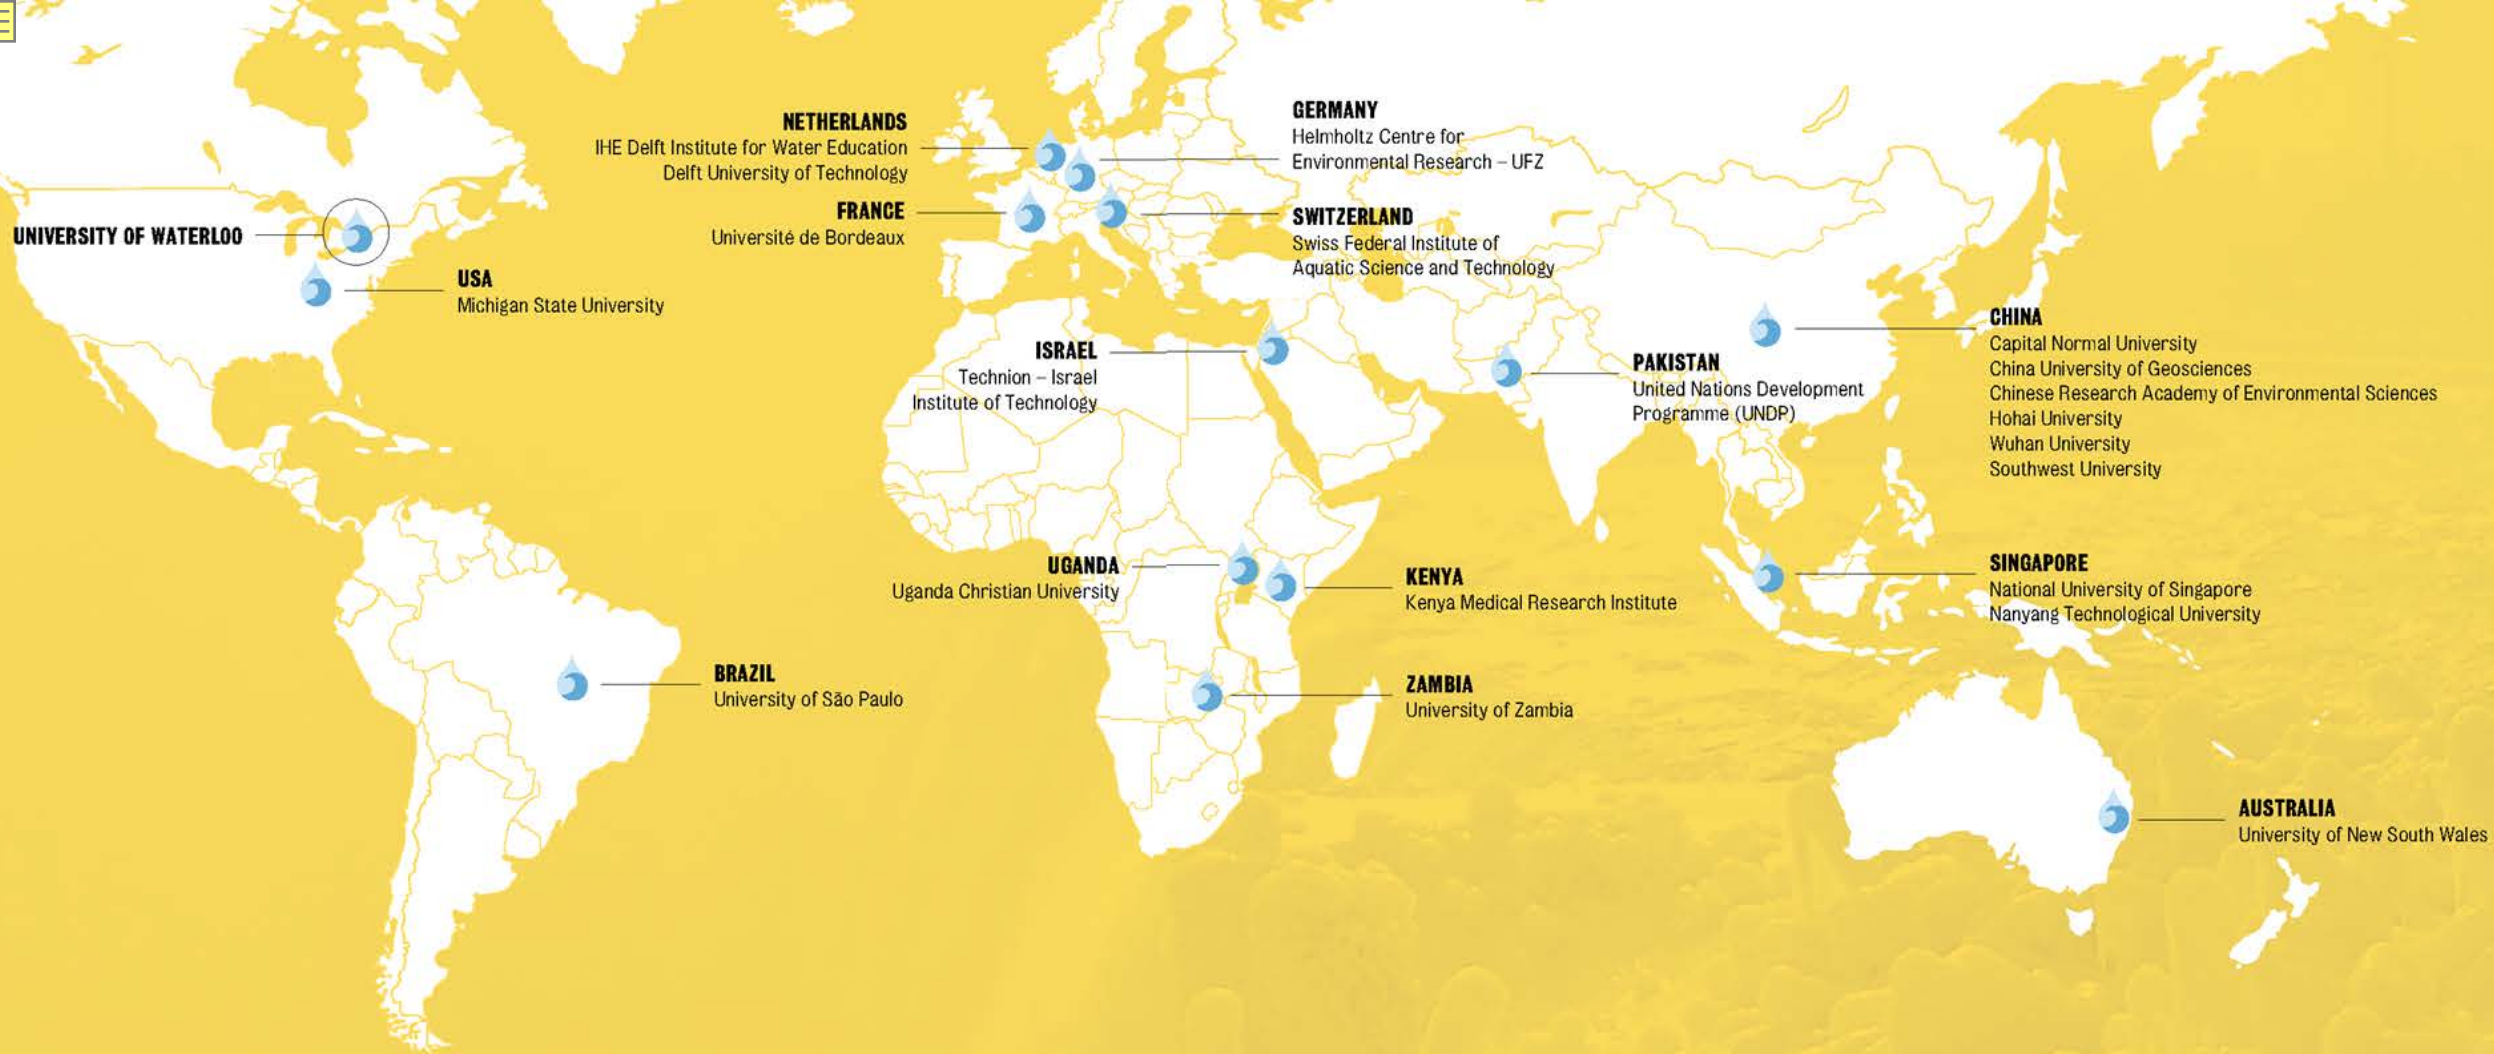 NETHERLANDS
IHE Delft Institute for Water Education
Delft University of Technology
GERMANY
Helmholtz Centre for
Environmental Research – UFZ
FRANCE
Université de Bordeaux
SWITZERLAND
Swiss Federal Institute of
Aquatic Science and Technology
UNIVERSITY OF WATERLOO
USA
Michigan State University
ISRAEL
Technion – Israel
Institute of Technology
PAKISTAN
United Nations Development
Programme (UNDP)
CHINA
Capital Normal University
China University of Geosciences
Chinese Research Academy of Environmental Sciences
Hohai University
Wuhan University
Southwest University
UGANDA
Uganda Christian University
KENYA
Kenya Medical Research Institute
SINGAPORE
National University of Singapore
Nanyang Technological University
BRAZIL
University of São Paulo
ZAMBIA
University of Zambia
AUSTRALIA
University of New South Wales